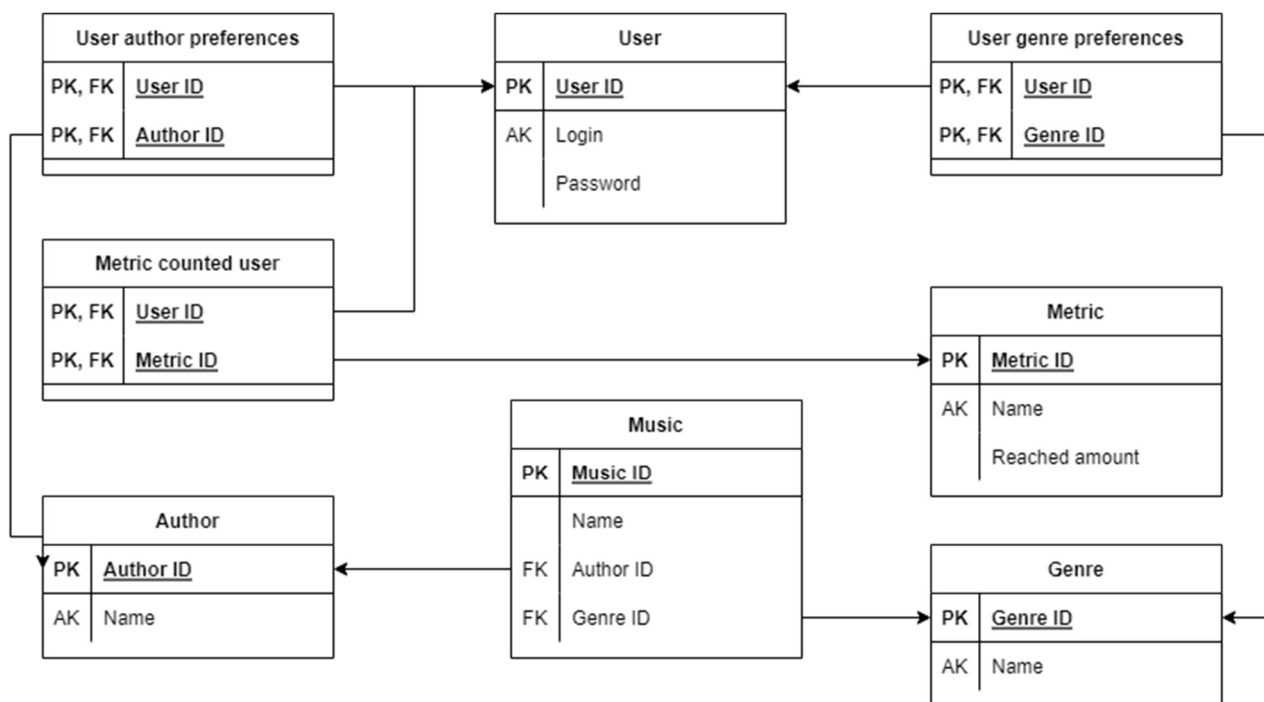 User author preferences
PK, FK User ID
PK, FK Author ID
User
PK User ID
AK Login
Password
User genre preferences
PK, FK User ID
PK, FK Genre ID
Metric counted user
PK, FK User ID
PK, FK Metric ID
Metric
PK Metric ID
AK Name
Reached amount
Music
PK Music ID
Name
FK Author ID
FK Genre ID
Author
PK Author ID
AK Name
Genre
PK Genre ID
AK Name